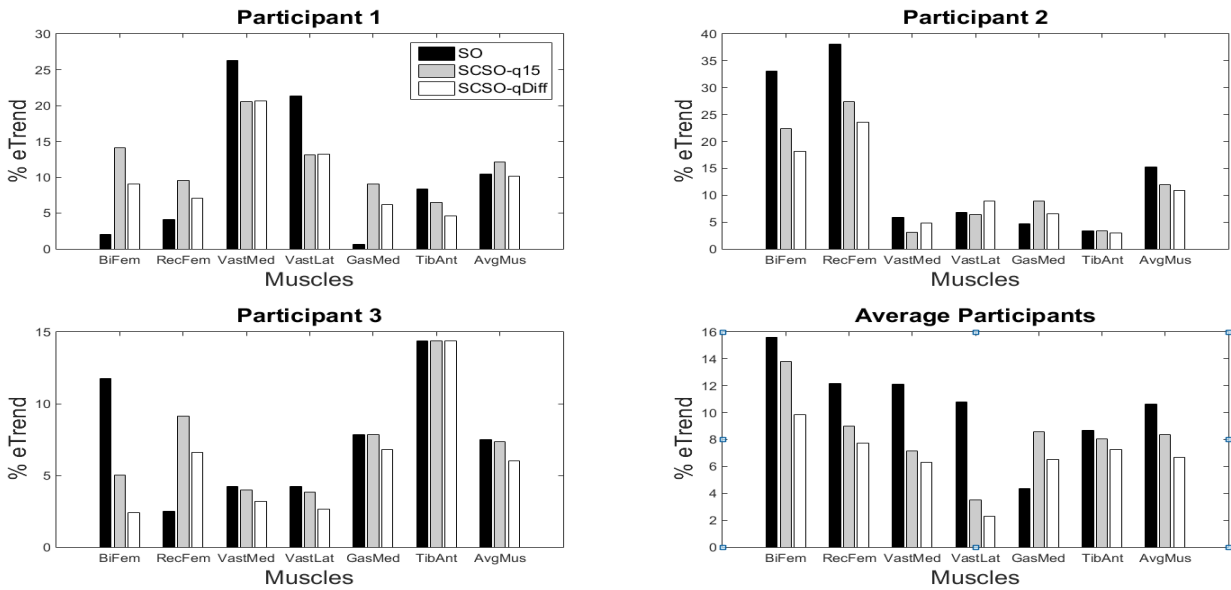 Participant 1
30
25
20
15
10
5
0
% eTrend
SO
SCSO-q15
SCSO-qDiff
BiFem RecFem VastMed VastLat GasMed TibAnt AvgMus
Muscles
Participant 2
40
35
30
25
20
15
10
5
0
% eTrend
BiFem RecFem VastMed VastLat GasMed TibAnt AvgMus
Muscles
Participant 3
15
10
5
0
% eTrend
BiFem RecFem VastMed VastLat GasMed TibAnt AvgMus
Muscles
Average Participants
16
14
12
10
8
6
4
2
0
% eTrend
BiFem RecFem VastMed VastLat GasMed TibAnt AvgMus
Muscles